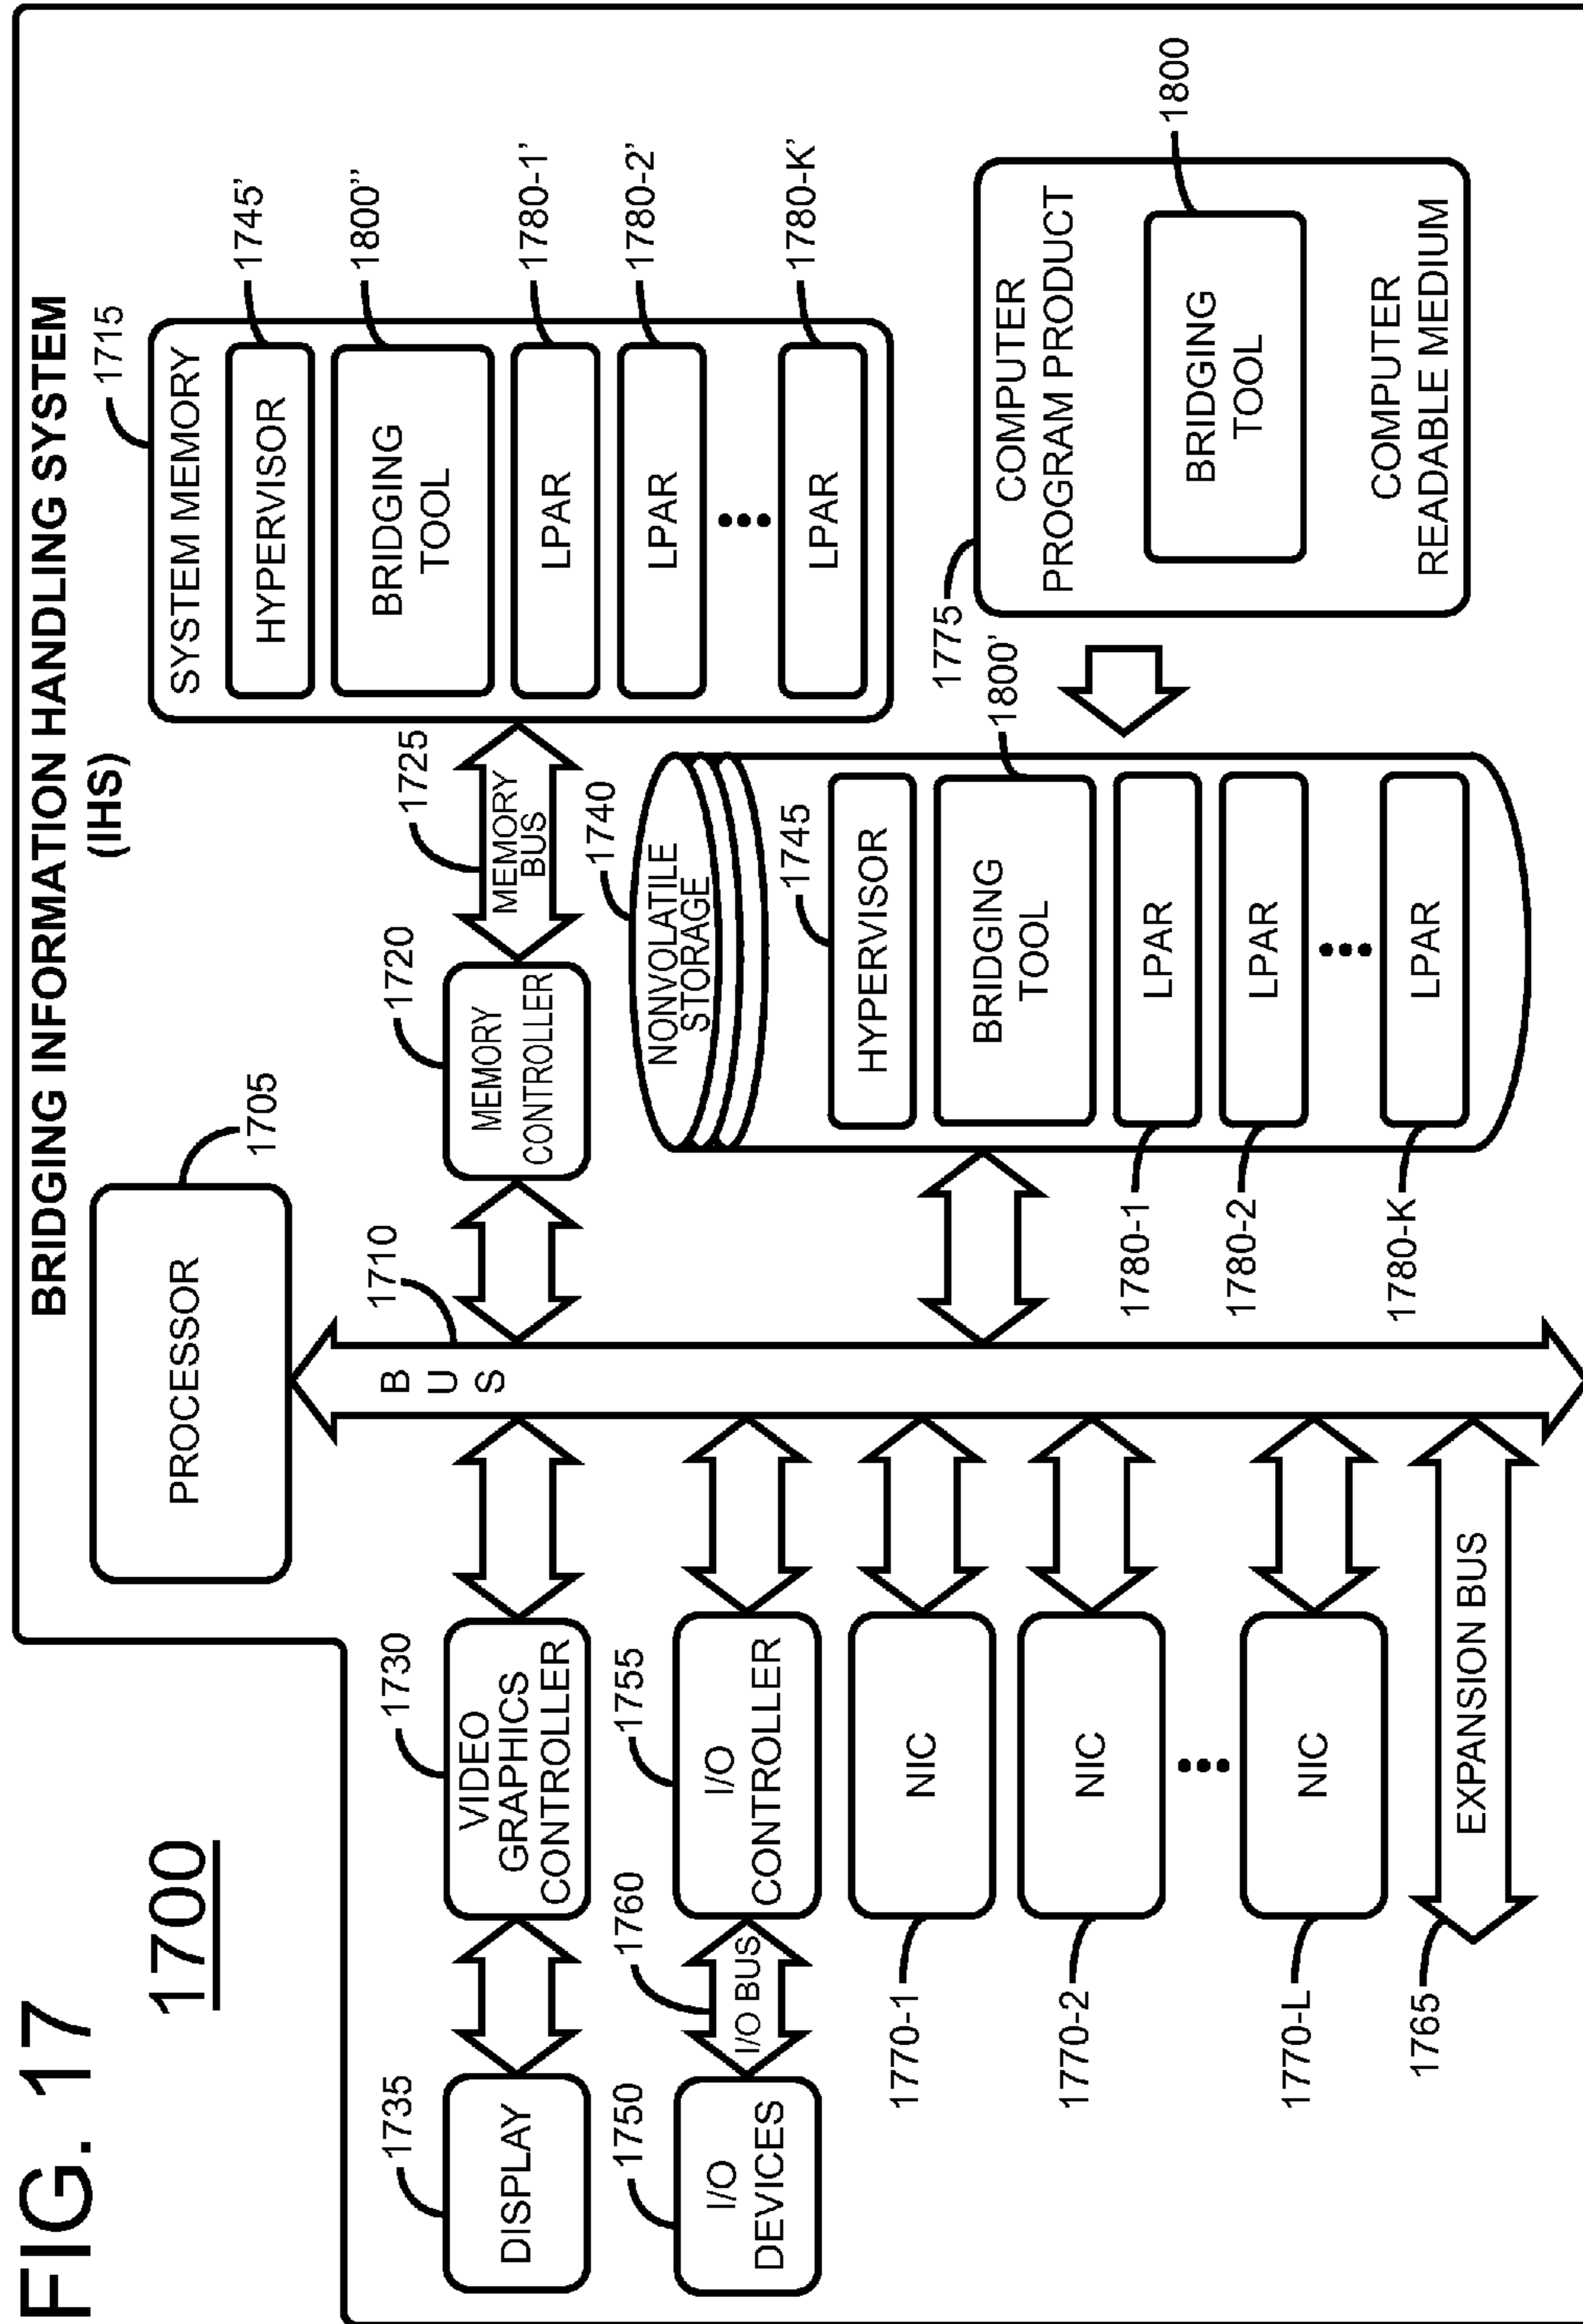 FIG. 17
1700
BRIDGING INFORMATION HANDLING SYSTEM
(IHS)
PROCESSOR
1705
1710
B
U
S
1735
DISPLAY
1730
VIDEO
GRAPHICS
CONTROLLER
1720
MEMORY
CONTROLLER
1725
MEMORY
BUS
1715
SYSTEM MEMORY
HYPERVISOR
1745'
BRIDGING
TOOL
1800''
LPAR
1780-1'
LPAR
1780-2'
LPAR
1780-K'
1750
I/O
DEVICES
1760
I/O BUS
1755
I/O
CONTROLLER
1770-1
NIC
1770-2
NIC
1770-L
NIC
1765
EXPANSION BUS
1740
NONVOLATILE
STORAGE
1745
HYPERVISOR
BRIDGING
TOOL
1800'
LPAR
1780-1
LPAR
1780-2
LPAR
1780-K
1775
COMPUTER
PROGRAM PRODUCT
BRIDGING
TOOL
1800
COMPUTER
READABLE MEDIUM